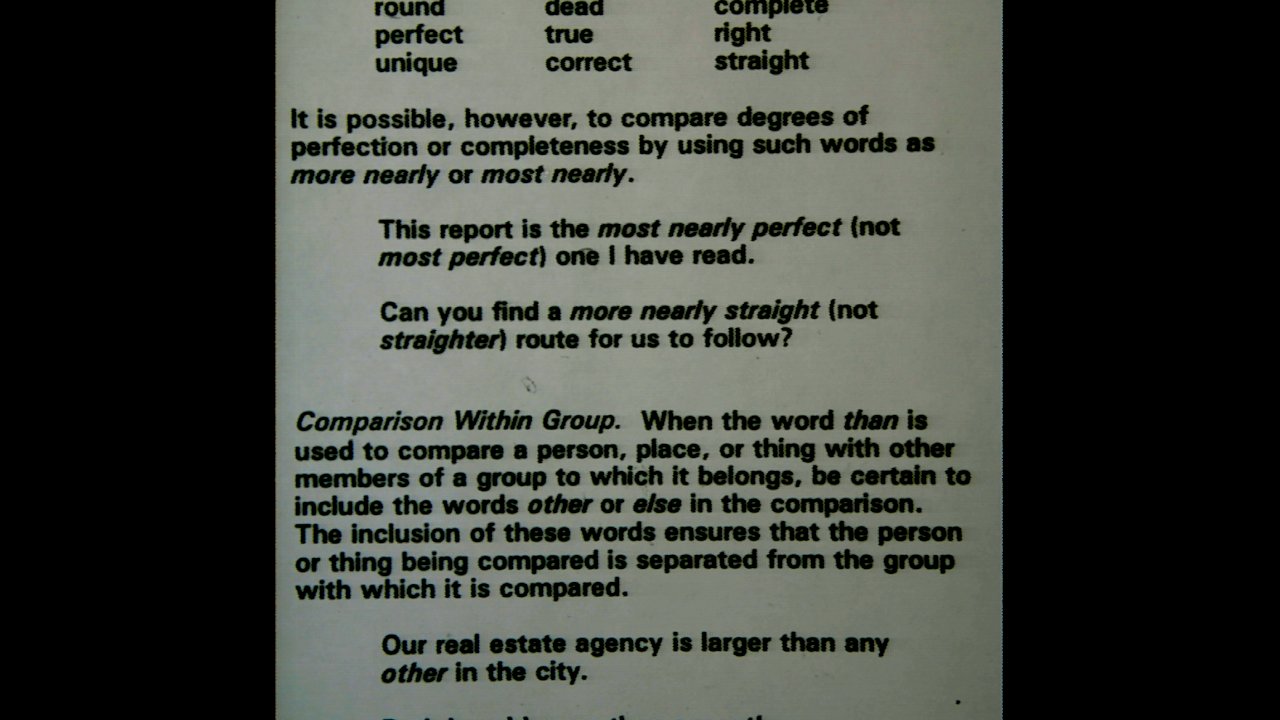 round dead complete
perfect true right
unique correct straight
It is possible, however, to compare degrees of
perfection or completeness by using such words as
more nearly or most nearly.
This report is the most nearly perfect (not
most perfect) one I have read.
Can you find a more nearly straight (not
straighter) route for us to follow?
Comparison Within Group. When the word than is
used to compare a person, place, or thing with other
members of a group to which it belongs, be certain to
include the words other or else in the comparison.
The inclusion of these words ensures that the person
or thing being compared is separated from the group
with which it is compared.
Our real estate agency is larger than any
other in the city.